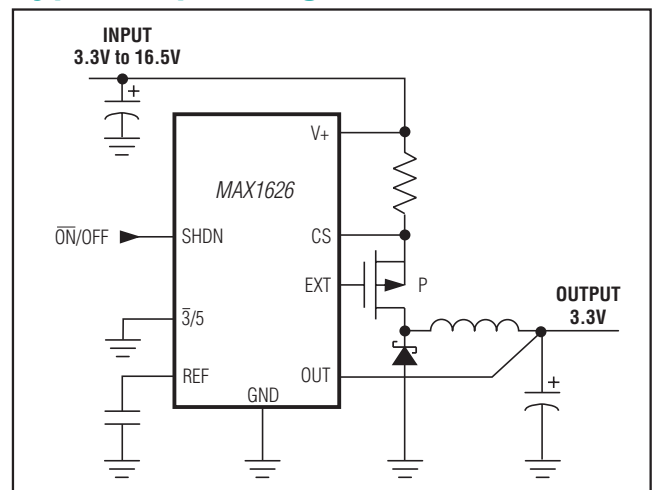 INPUT
3.3V to 16.5V
+
V+
MAX1626
O̅N̅/OFF
SHDN
CS
EXT
P
OUTPUT
3.3V
3̅/5
REF
OUT
GND
+